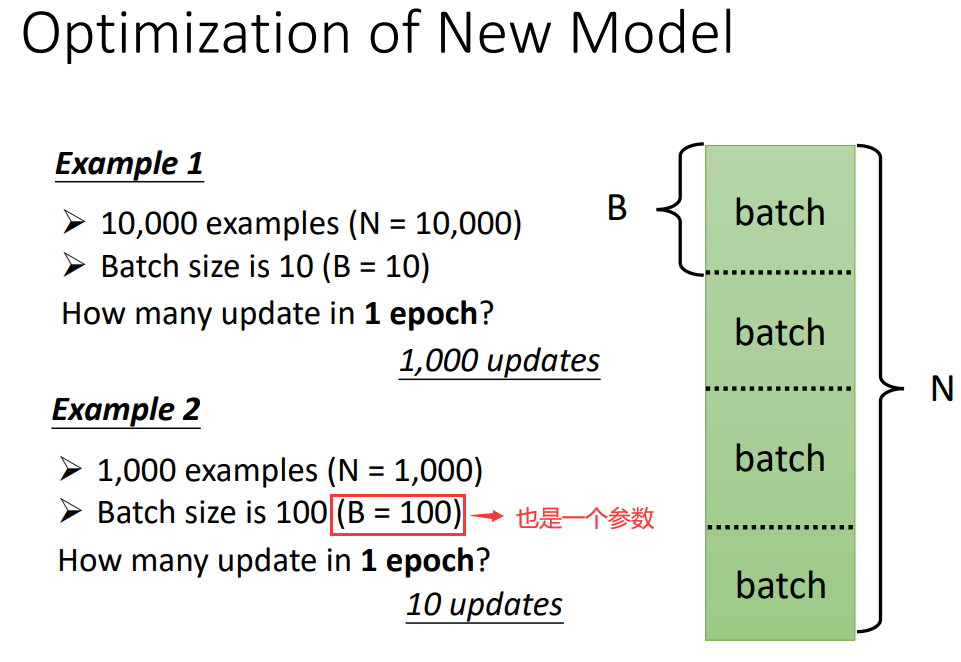 Optimization of New Model
Example 1
➢ 10,000 examples (N = 10,000)
➢ Batch size is 10 (B = 10)
How many update in 1 epoch?
1,000 updates
Example 2
➢ 1,000 examples (N = 1,000)
➢ Batch size is 100 (B = 100)
也是一个参数
How many update in 1 epoch?
10 updates
B
batch
batch
batch
batch
N